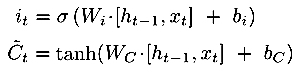 i_t = σ (W_i·[h_{t−1}, x_t] + b_i)
C̃_t = tanh(W_C·[h_{t−1}, x_t] + b_C)